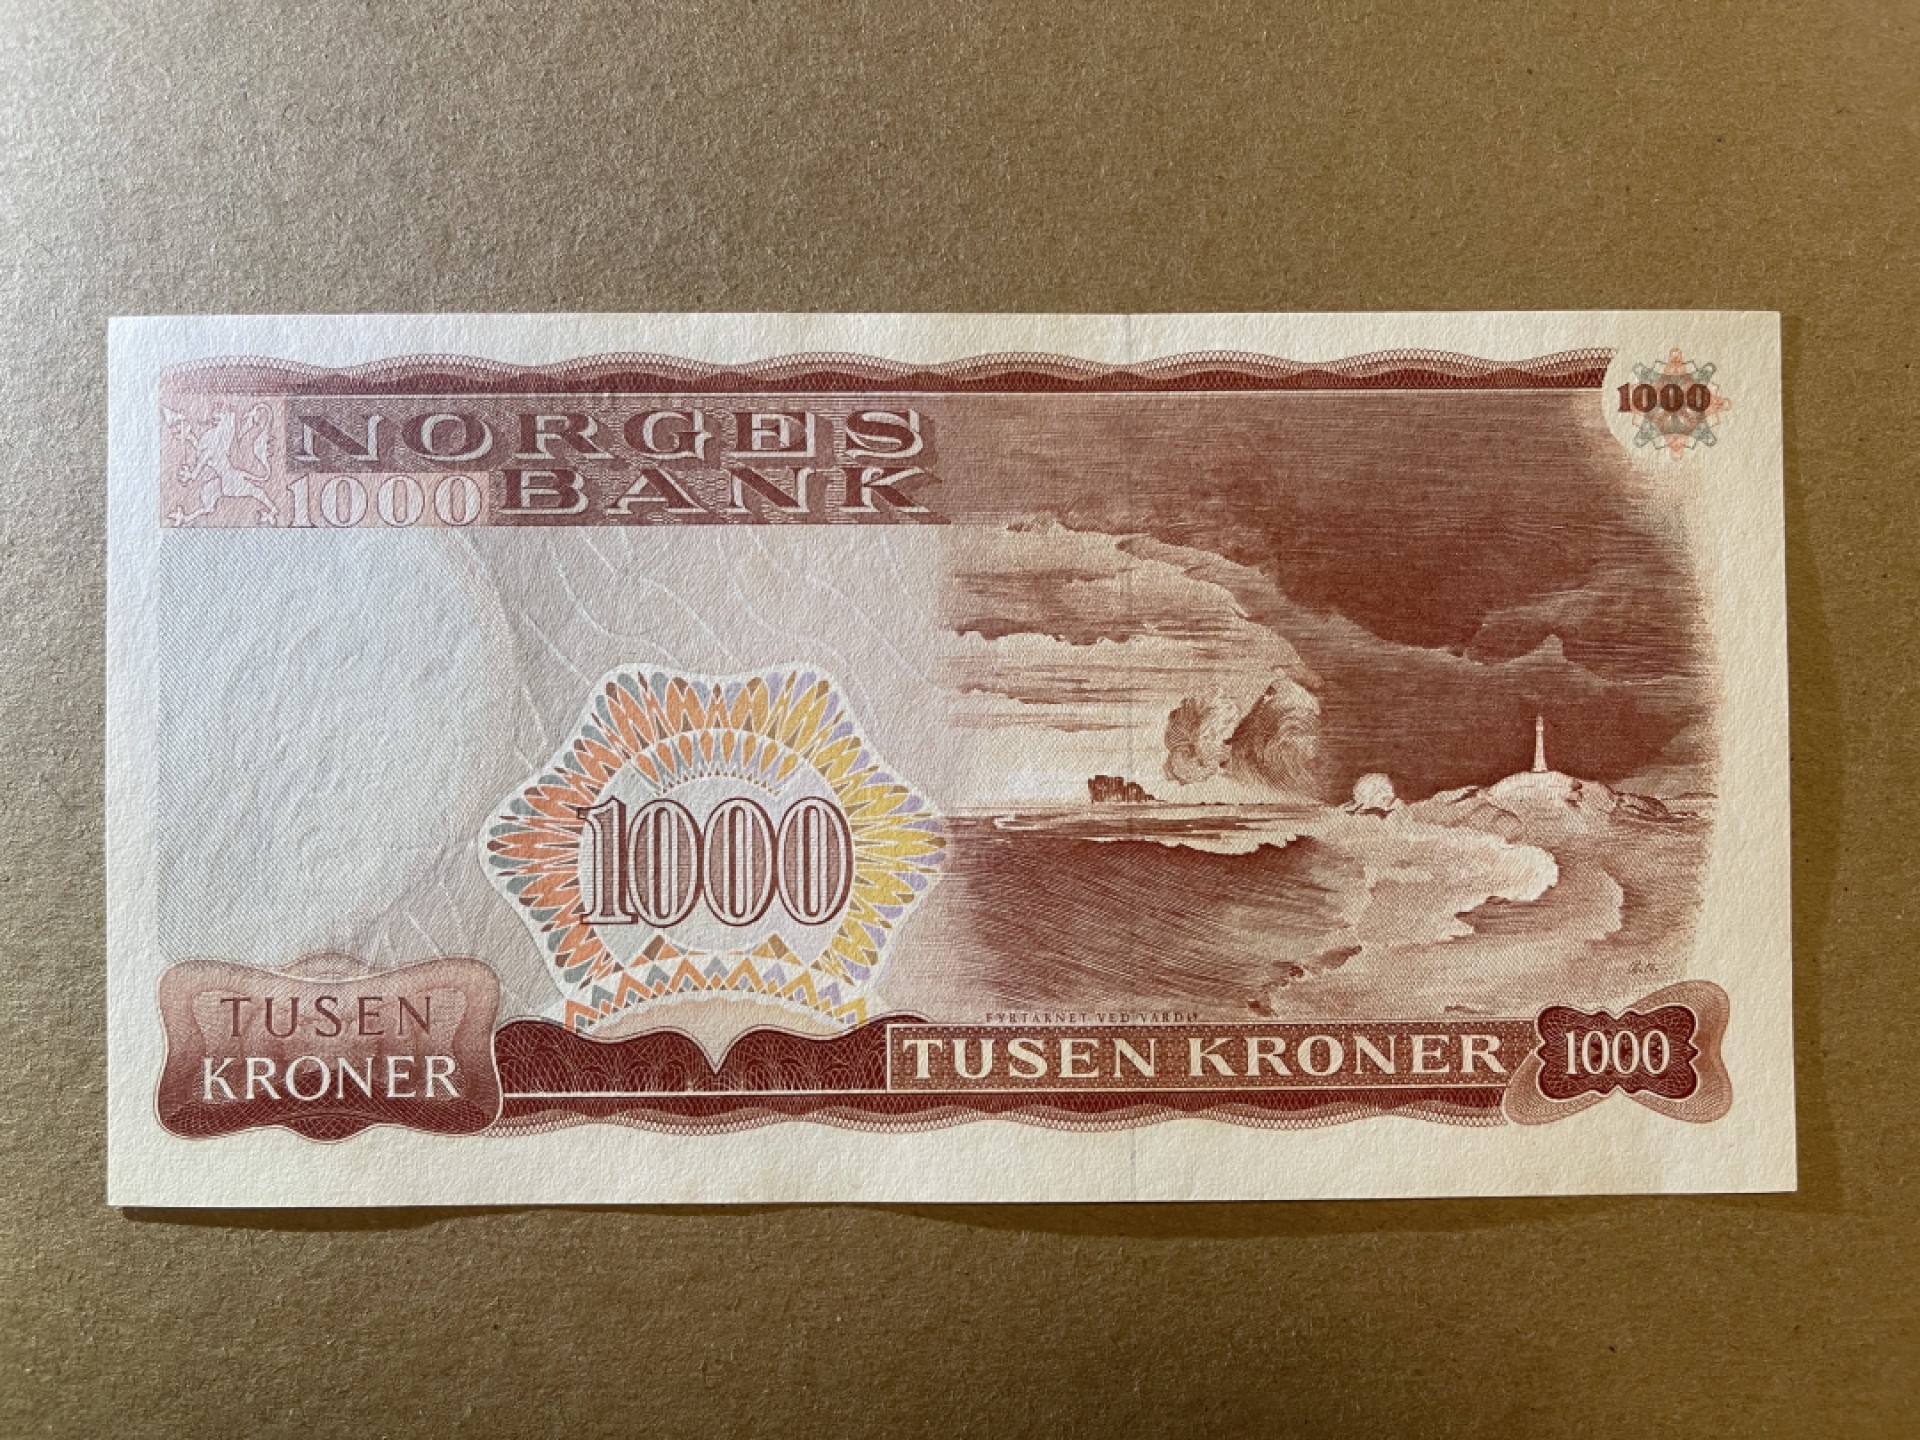 1000
NORGES
1000 BANK
1000
FYRTÅRNET VED VARDØ
TUSEN
KRONER
TUSEN KRONER
1000